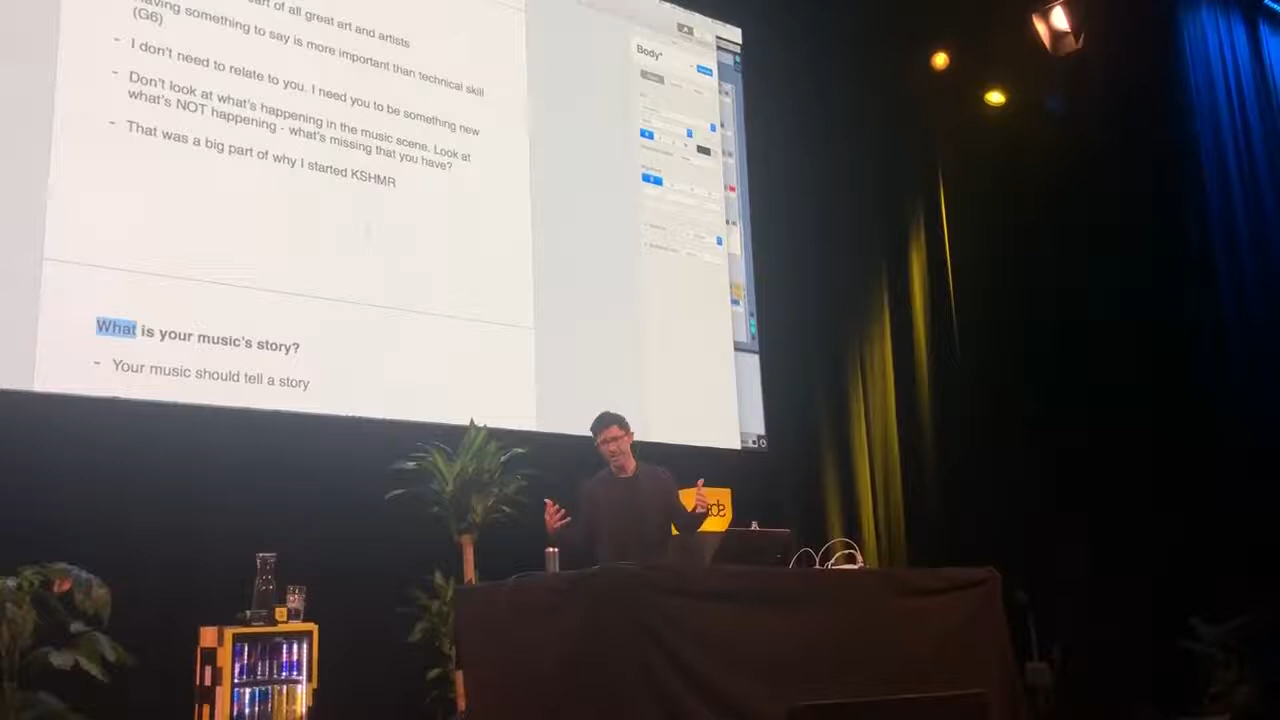 art of all great art and artists
Having something to say is more important than technical skill
(G6)
- I don't need to relate to you. I need you to be something new
- Don't look at what's happening in the music scene. Look at
what's NOT happening - what's missing that you have?
- That was a big part of why I started KSHMR
What is your music's story?
- Your music should tell a story
Body*